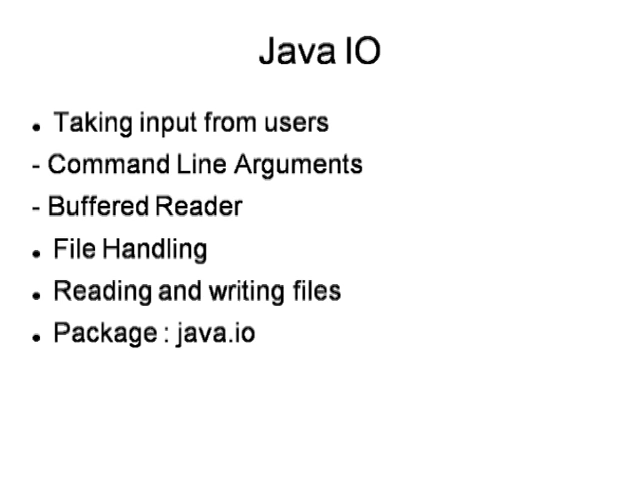 Java IO
• Taking input from users
- Command Line Arguments
- Buffered Reader
• File Handling
• Reading and writing files
• Package : java.io